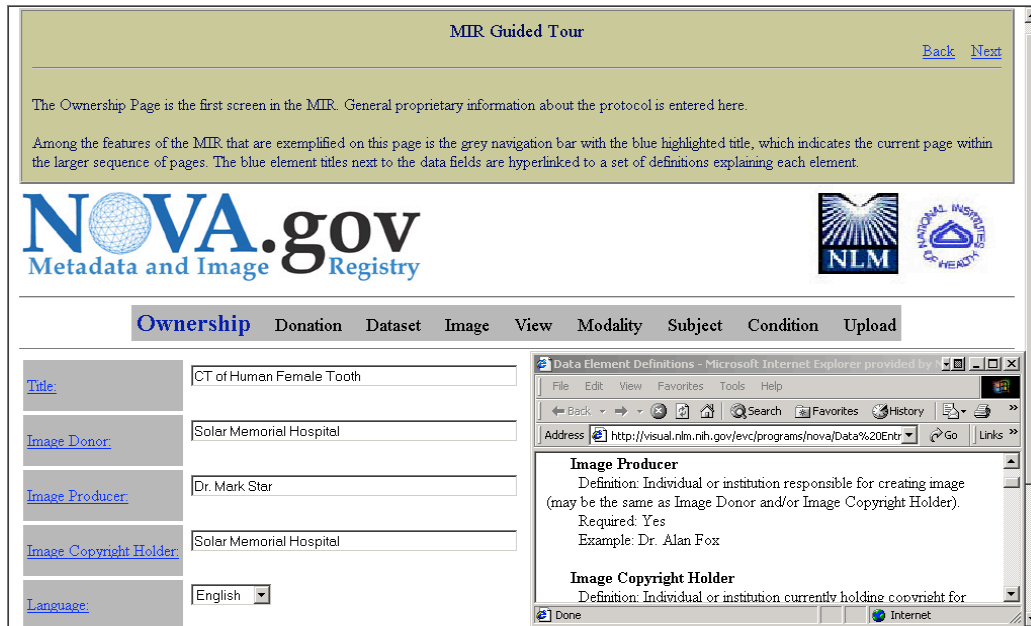 MIR Guided Tour
Back Next
The Ownership Page is the first screen in the MIR. General proprietary information about the protocol is entered here.
Among the features of the MIR that are exemplified on this page is the grey navigation bar with the blue highlighted title, which indicates the current page within
the larger sequence of pages. The blue element titles next to the data fields are hyperlinked to a set of definitions explaining each element.
NOVA.gov
Metadata and Image Registry
NLM
NATIONAL INSTITUTES OF HEALTH
Ownership Donation Dataset Image View Modality Subject Condition Upload
Title: CT of Human Female Tooth
Image Donor: Solar Memorial Hospital
Image Producer: Dr. Mark Star
Image Copyright Holder: Solar Memorial Hospital
Language: English
Data Element Definitions - Microsoft Internet Explorer provided by
File Edit View Favorites Tools Help
Back Search Favorites History
Address http://visual.nlm.nih.gov/evc/programs/nova/Data%20Entr Go Links
Image Producer
Definition: Individual or institution responsible for creating image
(may be the same as Image Donor and/or Image Copyright Holder).
Required: Yes
Example: Dr. Alan Fox
Image Copyright Holder
Definition: Individual or institution currently holding copyright for
Done Internet